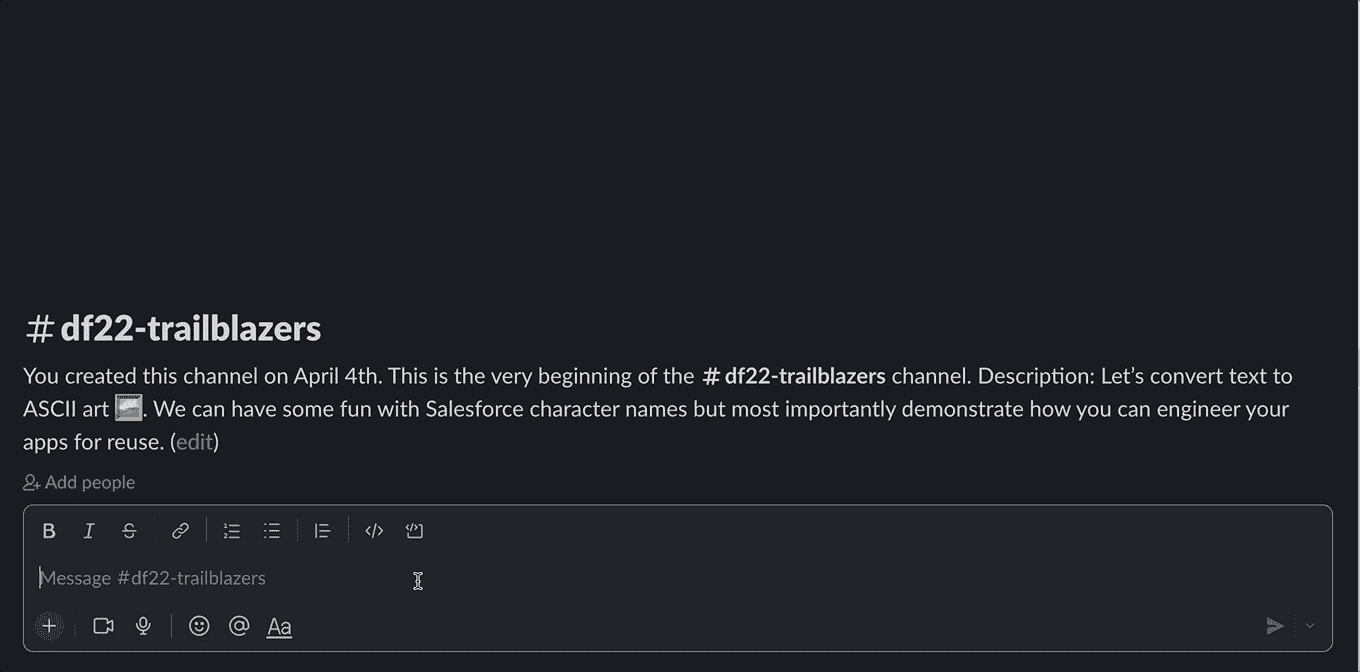 # df22-trailblazers
You created this channel on April 4th. This is the very beginning of the # df22-trailblazers channel. Description: Let’s convert text to
ASCII art . We can have some fun with Salesforce character names but most importantly demonstrate how you can engineer your
apps for reuse. (edit)
Add people
B I S
Message #df22-trailblazers
@ Aa